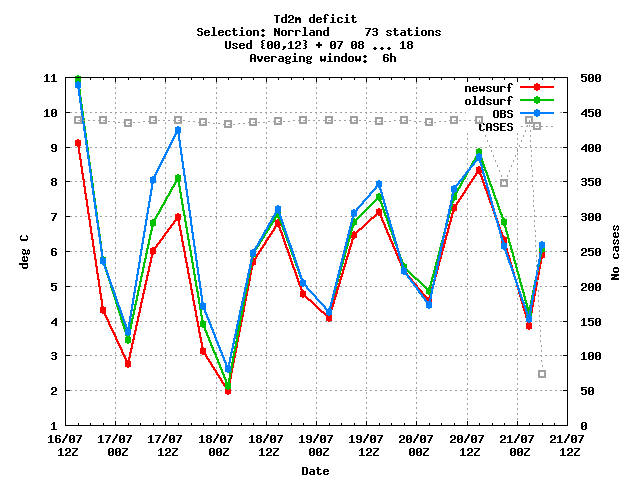 Td2m deficit
Selection: Norrland     73 stations
Used {00,12} + 07 08 ... 18
Averaging window:  6h
newsurf
oldsurf
OBS
CASES
11
10
9
8
7
6
5
4
3
2
1
500
450
400
350
300
250
200
150
100
50
0
deg C
No cases
16/07 17/07 17/07 18/07 18/07 19/07 19/07 20/07 20/07 21/07 21/07
12Z 00Z 12Z 00Z 12Z 00Z 12Z 00Z 12Z 00Z 12Z
Date